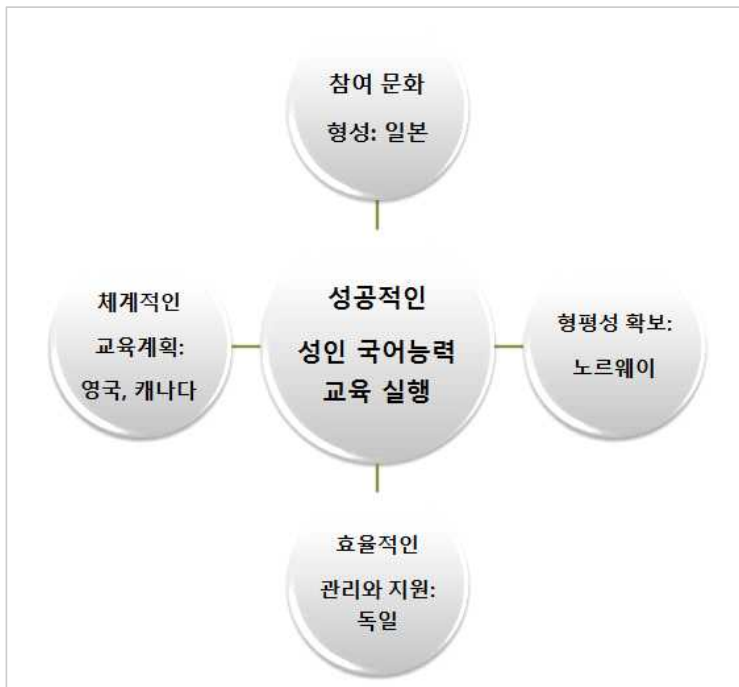 참여 문화
형성: 일본
체계적인
교육계획:
영국, 캐나다
성공적인
성인 국어능력
교육 실행
형평성 확보:
노르웨이
효율적인
관리와 지원:
독일